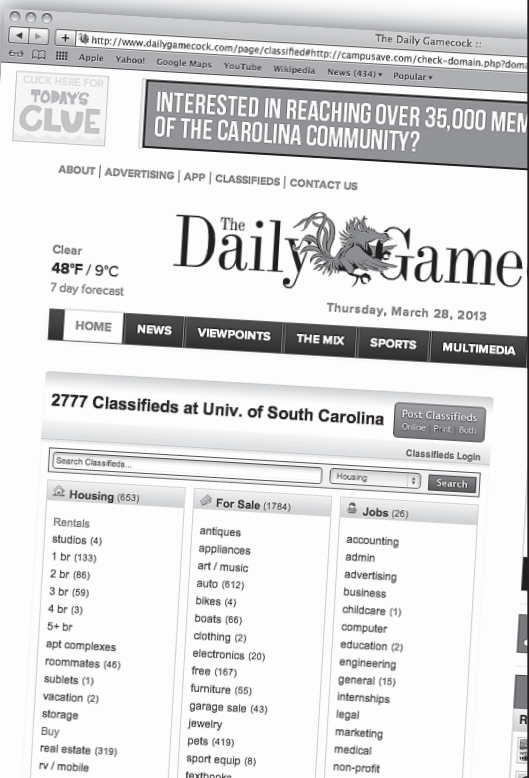 The Daily Gamecock ::
http://www.dailygamecock.com/page/classified#http://campusave.com/check-domain.php?doma
Apple Yahoo! Google Maps YouTube Wikipedia News (434) Popular
CLICK HERE FOR
TODAY'S
CLUE
INTERESTED IN REACHING OVER 35,000 MEM
OF THE CAROLINA COMMUNITY?
ABOUT | ADVERTISING | APP | CLASSIFIEDS | CONTACT US
The
Daily Game
Clear
48°F / 9°C
7 day forecast
Thursday, March 28, 2013
HOME NEWS VIEWPOINTS THE MIX SPORTS MULTIMEDIA
2777 Classifieds at Univ. of South Carolina
Post Classifieds
Online Print Both
Classifieds Login
Search Classifieds... Housing Search
Housing (653)
Rentals
studios (4)
1 br (133)
2 br (86)
3 br (59)
4 br (3)
5+ br
apt complexes
roommates (46)
sublets (1)
vacation (2)
storage
Buy
real estate (319)
rv / mobile
For Sale (1784)
antiques
appliances
art / music
auto (612)
bikes (4)
boats (66)
clothing (2)
electronics (20)
free (167)
furniture (55)
garage sale (43)
jewelry
pets (419)
sport equip (8)
textbooks
Jobs (26)
accounting
admin
advertising
business
childcare (1)
computer
education (2)
engineering
general (15)
internships
legal
marketing
medical
non-profit
R